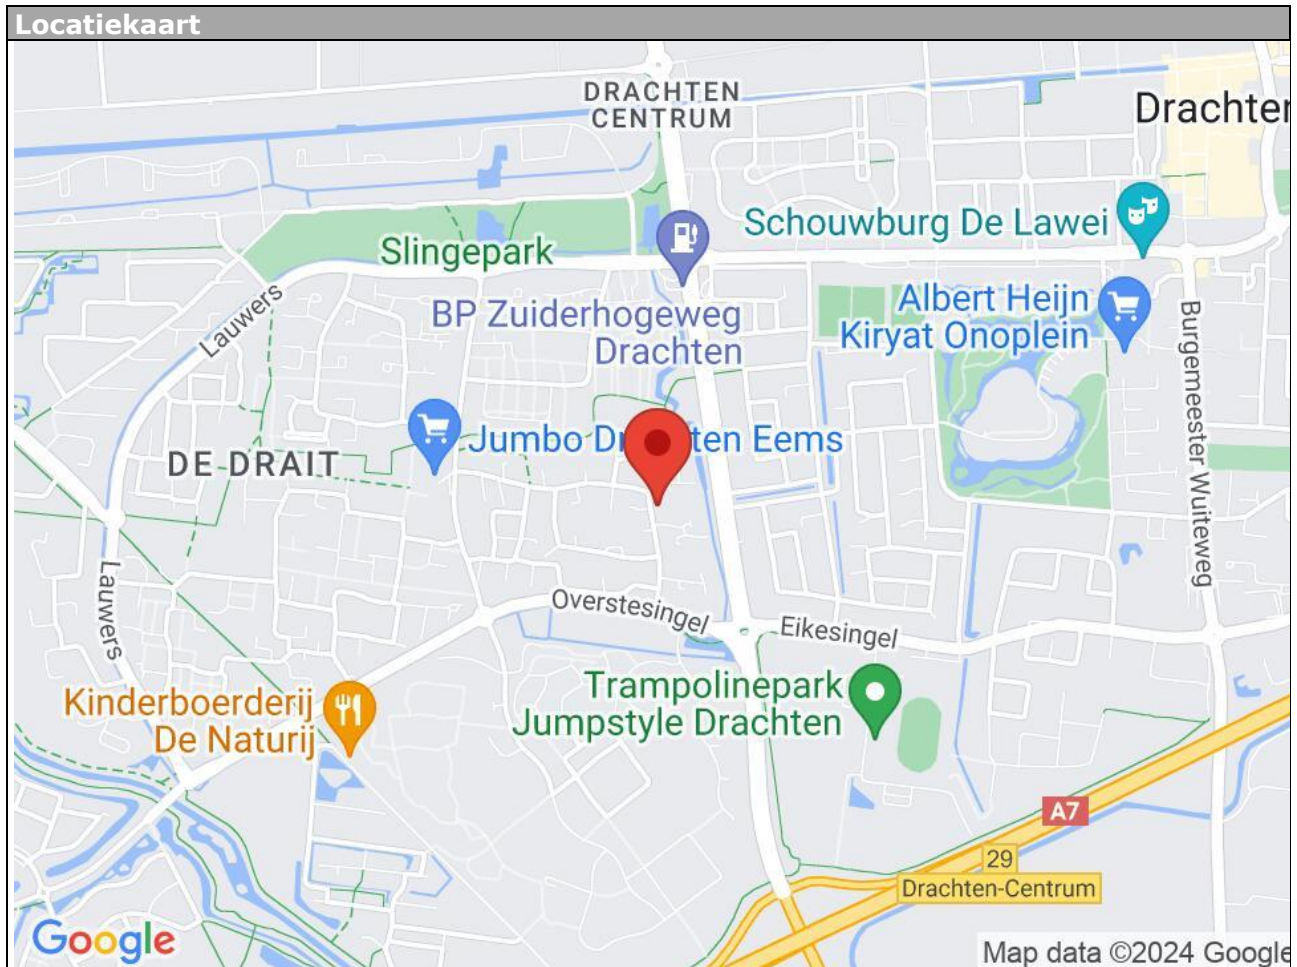 Locatiekaart
DRACHTEN
CENTRUM
Drachten
Schouwburg De Lawei
Slingepark
Albert Heijn
Kiryat Onoplein
BP Zuiderhogeweg
Drachten
Lauwers
Burgemeester Wuiteweg
Jumbo Dr ten Eems
DE DRAIT
Lauwers
Overstesingel
Eikesingel
Trampolinepark
Jumpstyle Drachten
Kinderboerderij
De Naturij
A7
29
Drachten-Centrum
Google
Map data ©2024 Google